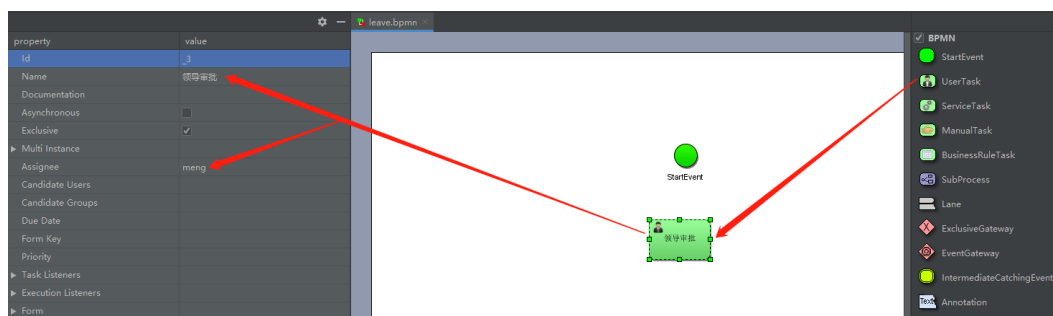 leave.bpmn
property value
Id _3
Name 领导审批
Documentation
Asynchronous
Exclusive
Multi Instance
Assignee meng
Candidate Users
Candidate Groups
Due Date
Form Key
Priority
Task Listeners
Execution Listeners
Form
StartEvent
领导审批
BPMN
StartEvent
UserTask
ServiceTask
ManualTask
BusinessRuleTask
SubProcess
Lane
ExclusiveGateway
EventGateway
IntermediateCatchingEvent
Text Annotation